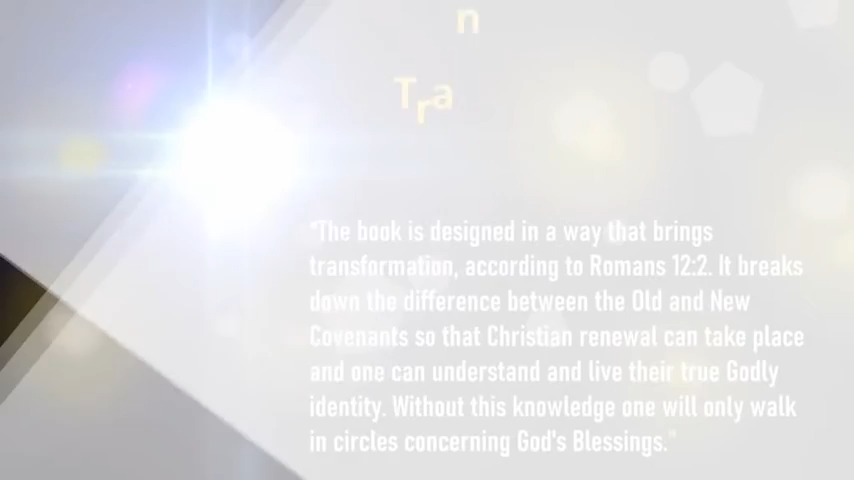 n
Tra
"The book is designed in a way that brings
transformation, according to Romans 12:2. It breaks
down the difference between the Old and New
Covenants so that Christian renewal can take place
and one can understand and live their true Godly
identity. Without this knowledge one will only walk
in circles concerning God's Blessings."